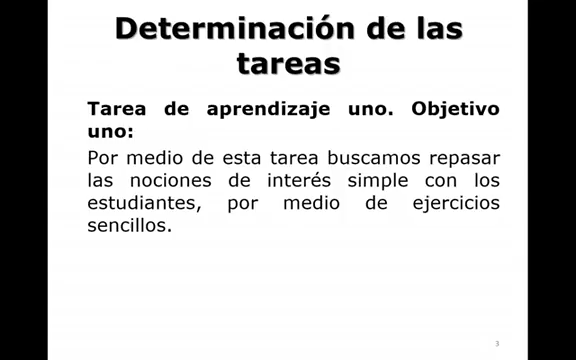 Determinación de las
tareas
Tarea de aprendizaje uno. Objetivo
uno:
Por medio de esta tarea buscamos repasar
las nociones de interés simple con los
estudiantes, por medio de ejercicios
sencillos.
3